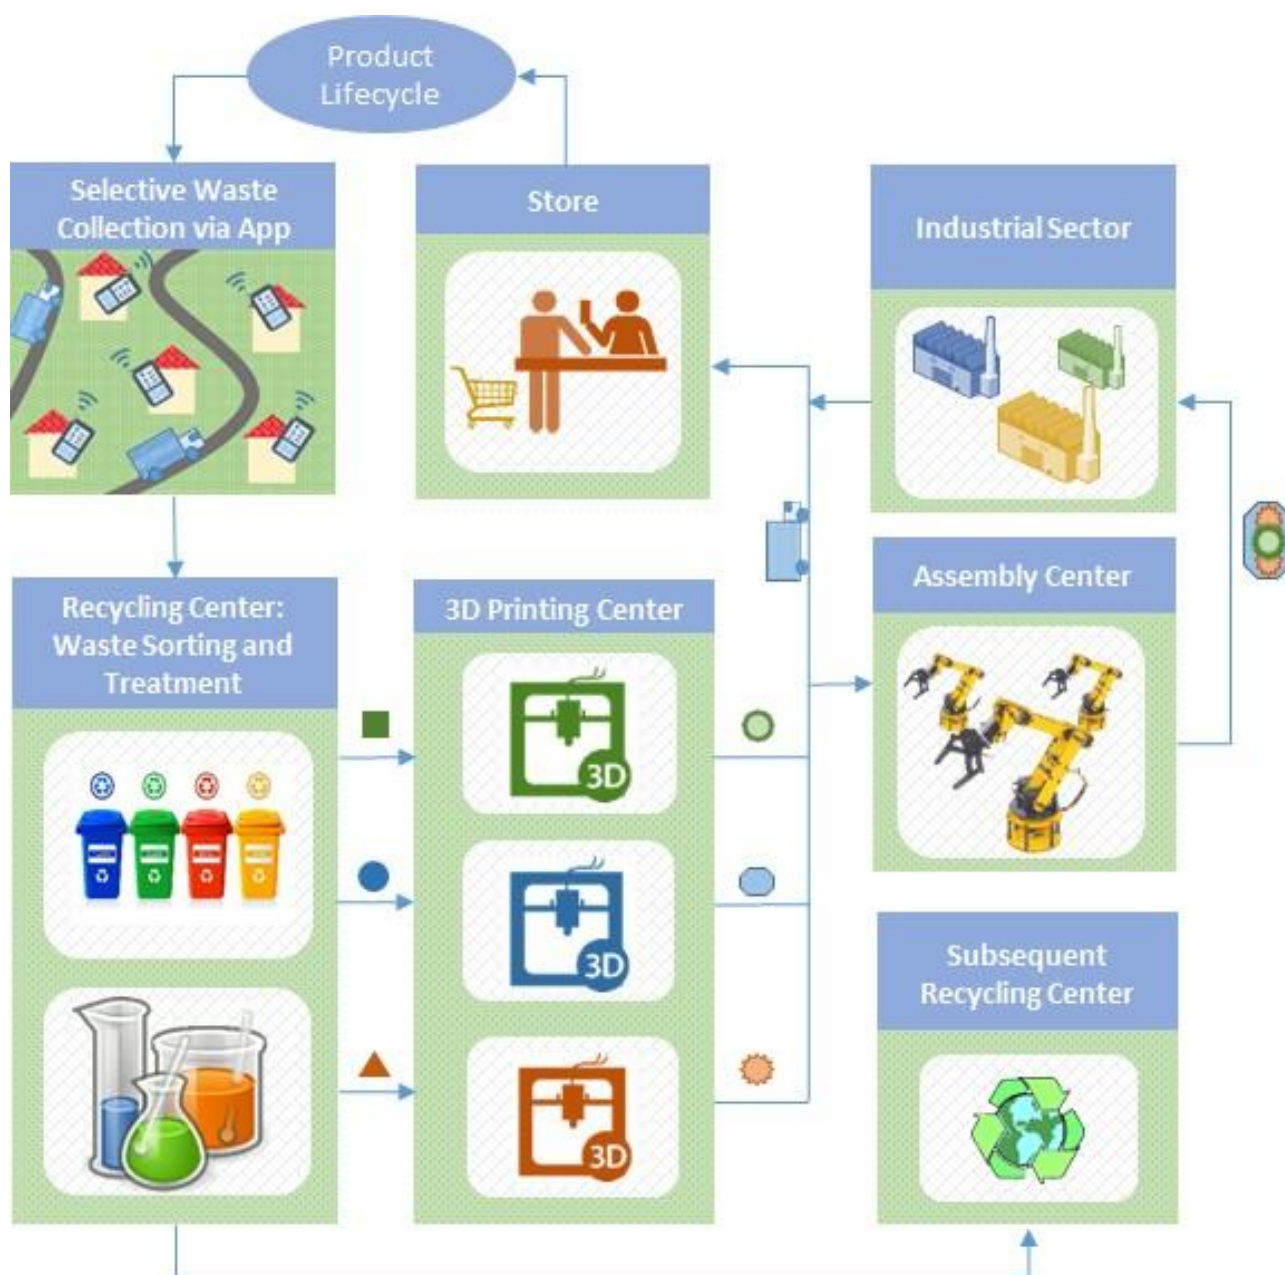 Product
Lifecycle
Selective Waste
Collection via App
Store
Industrial Sector
Recycling Center:
Waste Sorting and
Treatment
3D Printing Center
Assembly Center
3D
3D
3D
Subsequent
Recycling Center